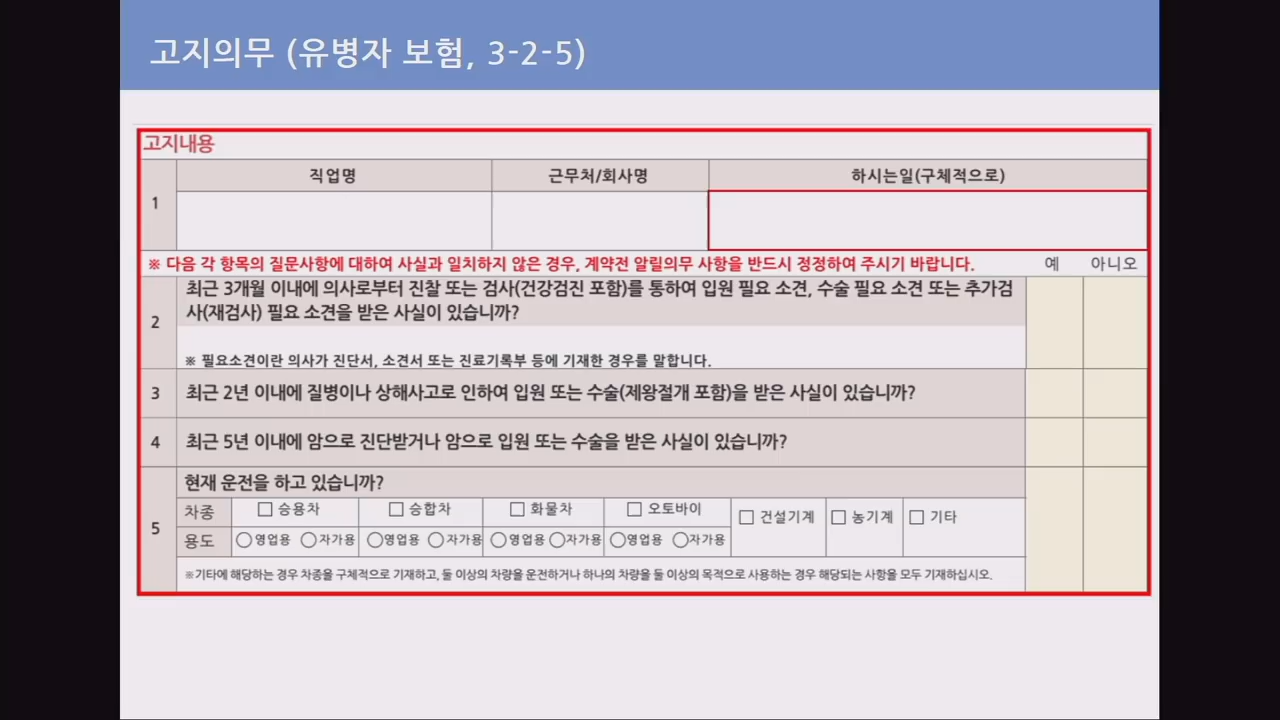 고지의무 (유병자 보험, 3-2-5)
고지내용
직업명 근무처/회사명 하시는일(구체적으로)
1
※ 다음 각 항목의 질문사항에 대하여 사실과 일치하지 않은 경우, 계약전 알릴의무 사항을 반드시 정정하여 주시기 바랍니다. 예 아니오
2
최근 3개월 이내에 의사로부터 진찰 또는 검사(건강검진 포함)를 통하여 입원 필요 소견, 수술 필요 소견 또는 추가검
사(재검사) 필요 소견을 받은 사실이 있습니까?
※ 필요소견이란 의사가 진단서, 소견서 또는 진료기록부 등에 기재한 경우를 말합니다.
3 최근 2년 이내에 질병이나 상해사고로 인하여 입원 또는 수술(제왕절개 포함)을 받은 사실이 있습니까?
4 최근 5년 이내에 암으로 진단받거나 암으로 입원 또는 수술을 받은 사실이 있습니까?
5
현재 운전을 하고 있습니까?
차종 승용차 승합차 화물차 오토바이 건설기계 농기계 기타
용도 영업용 자가용 영업용 자가용 영업용 자가용 영업용 자가용
※기타에 해당하는 경우 차종을 구체적으로 기재하고, 둘 이상의 차량을 운전하거나 하나의 차량을 둘 이상의 목적으로 사용하는 경우 해당되는 사항을 모두 기재하십시오.